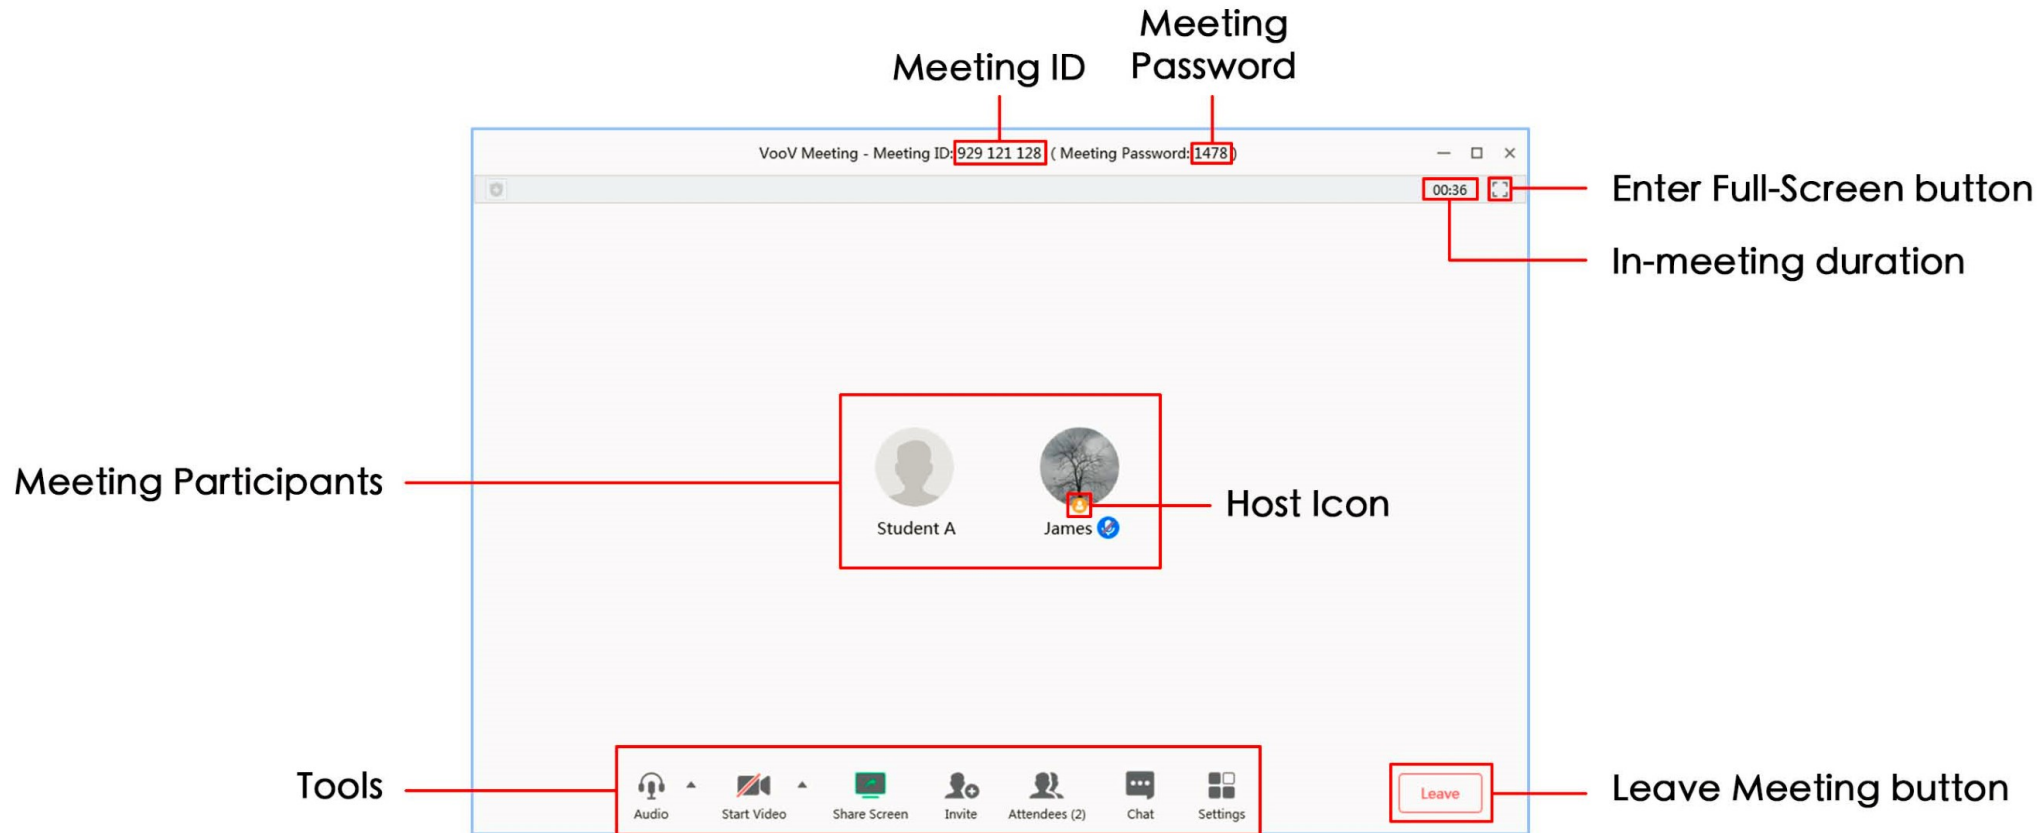 Meeting
Password
Meeting ID
VooV Meeting - Meeting ID: 929 121 128 ( Meeting Password: 1478 )
00:36
Enter Full-Screen button
In-meeting duration
Meeting Participants
Host Icon
Student A
James
Tools
Audio
Start Video
Share Screen
Invite
Attendees (2)
Chat
Settings
Leave
Leave Meeting button